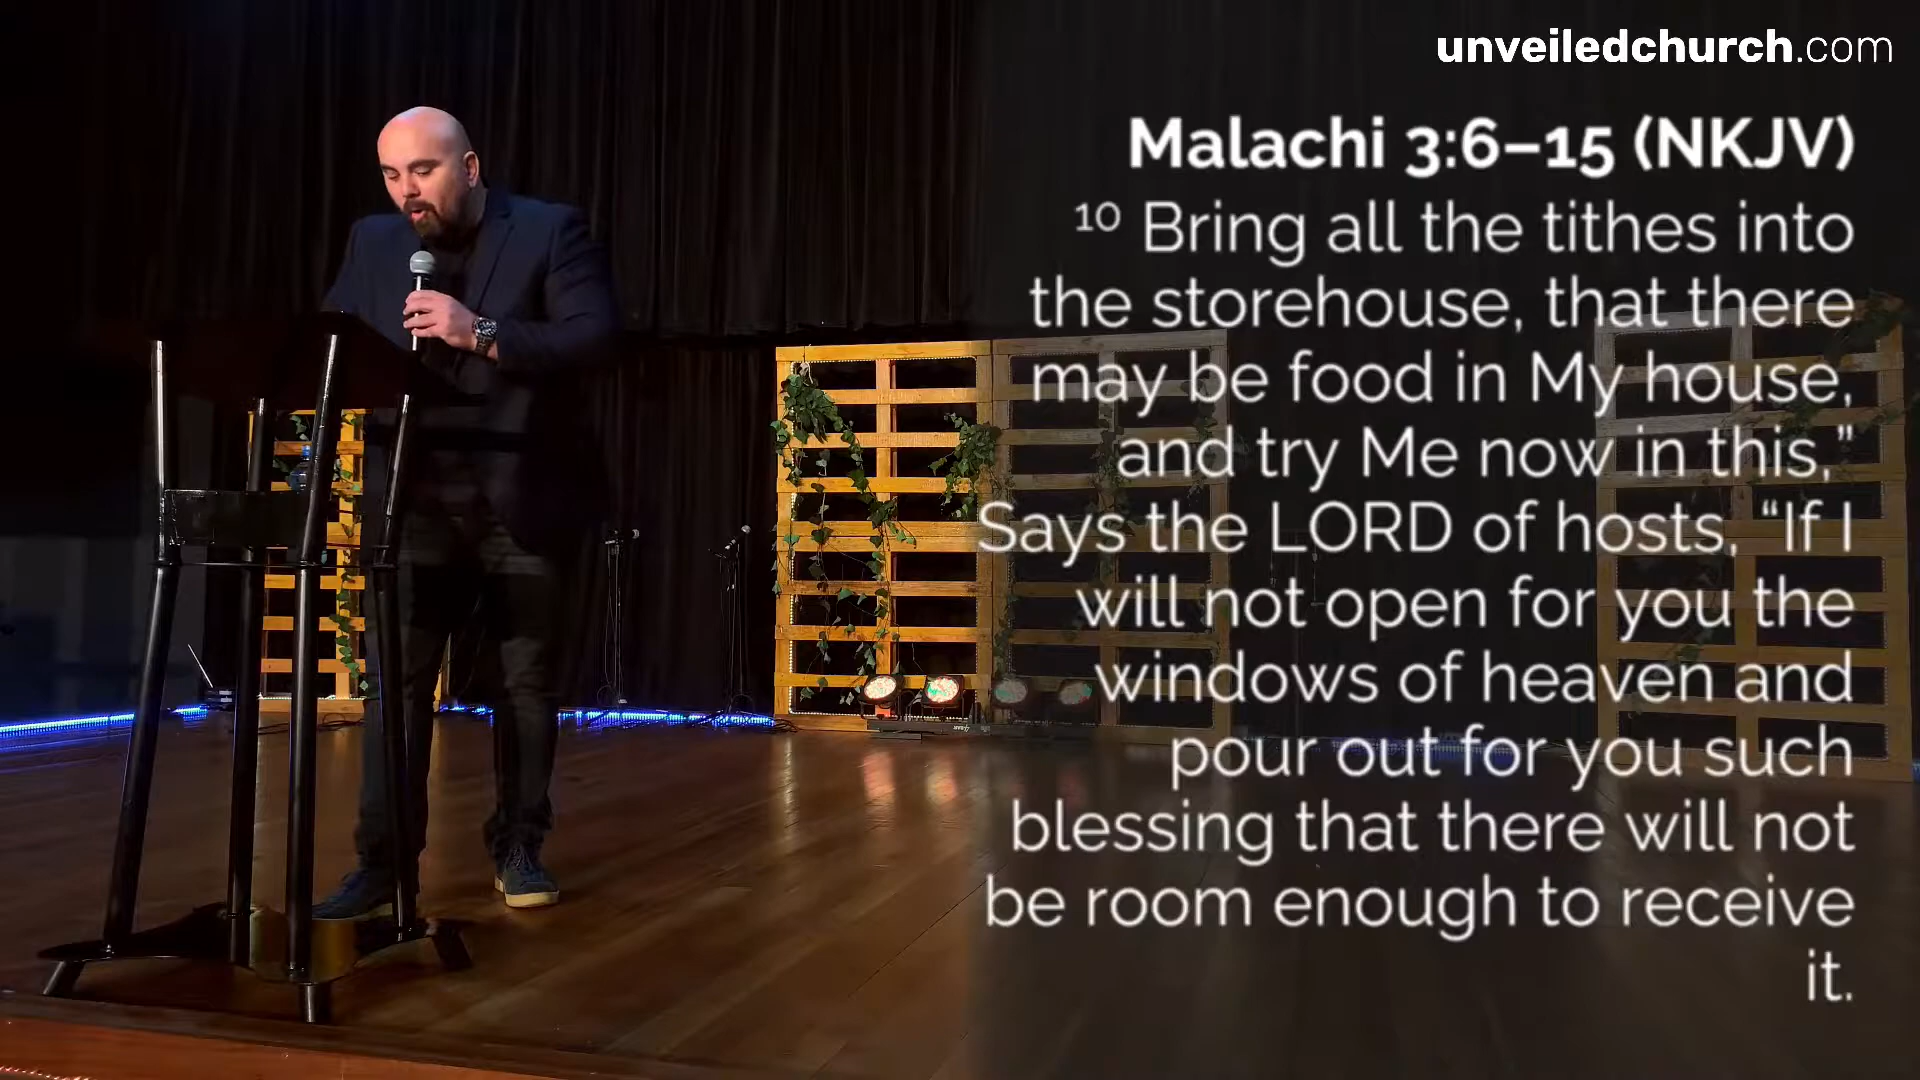 unveiledchurch.com
Malachi 3:6–15 (NKJV)
¹⁰ Bring all the tithes into
the storehouse, that there
may be food in My house,
and try Me now in this,”
Says the LORD of hosts, “If I
will not open for you the
windows of heaven and
pour out for you such
blessing that there will not
be room enough to receive
it.